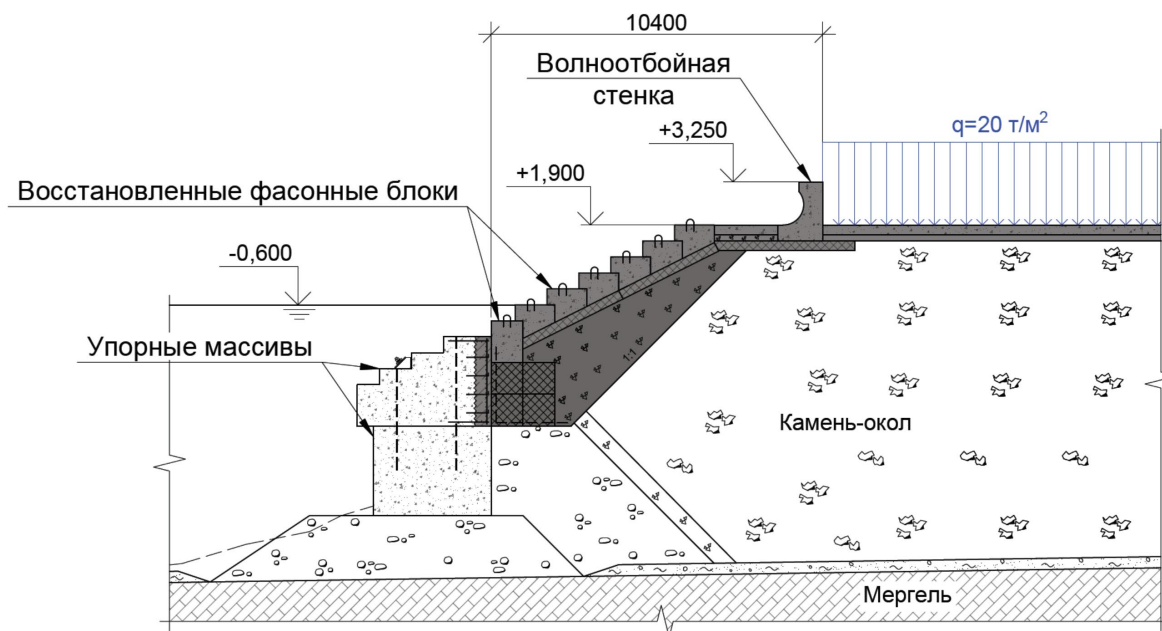 10400
Волноотбойная
стенка
q=20 т/м²
+3,250
+1,900
Восстановленные фасонные блоки
-0,600
Упорные массивы
1:1
Камень-окол
Мергель